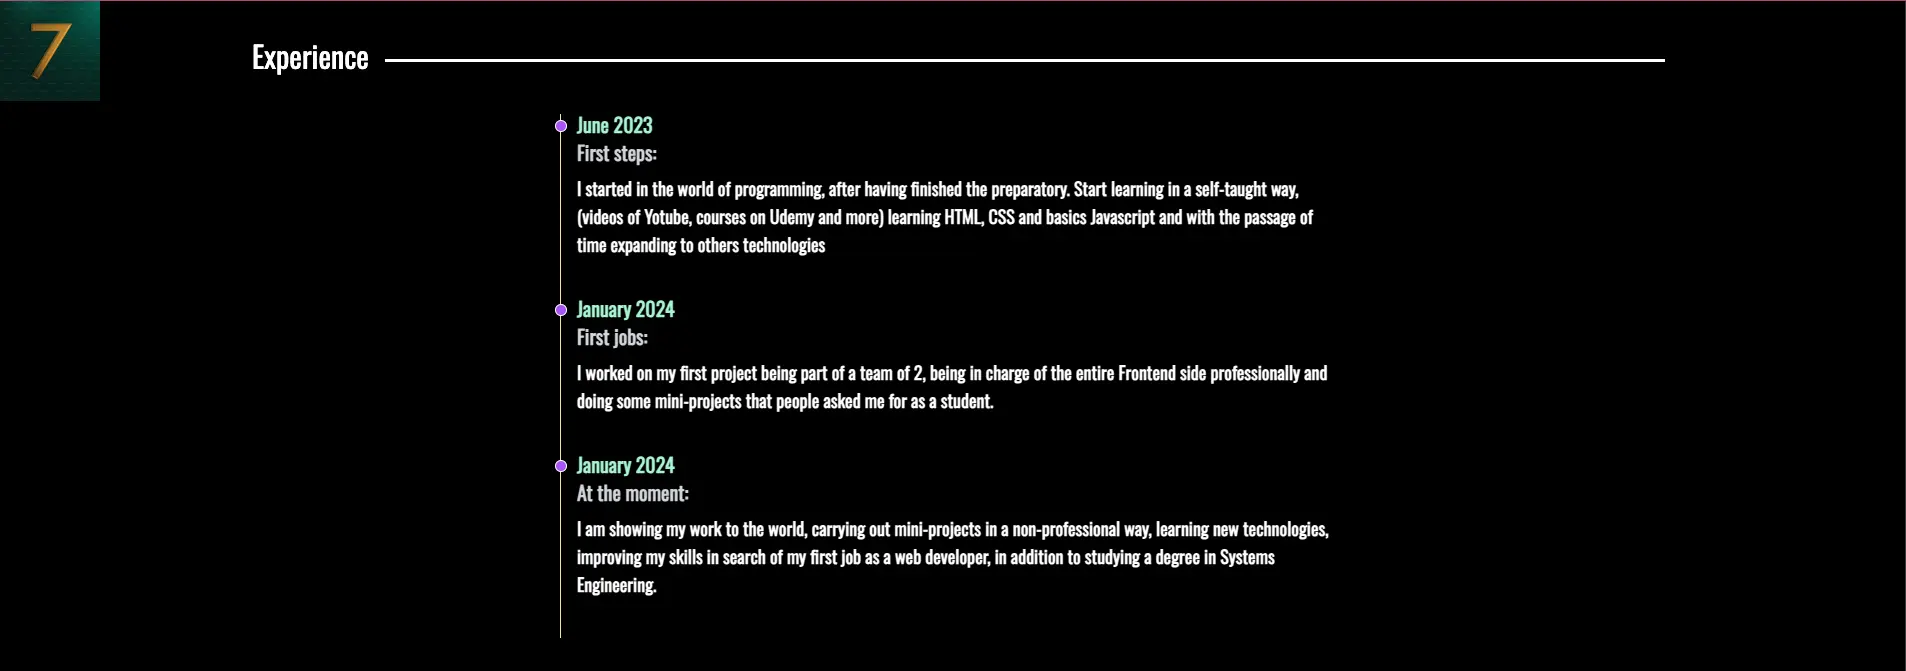 7
Experience
June 2023
First steps:
I started in the world of programming, after having finished the preparatory. Start learning in a self-taught way,
(videos of Yotube, courses on Udemy and more) learning HTML, CSS and basics Javascript and with the passage of
time expanding to others technologies
January 2024
First jobs:
I worked on my first project being part of a team of 2, being in charge of the entire Frontend side professionally and
doing some mini-projects that people asked me for as a student.
January 2024
At the moment:
I am showing my work to the world, carrying out mini-projects in a non-professional way, learning new technologies,
improving my skills in search of my first job as a web developer, in addition to studying a degree in Systems
Engineering.